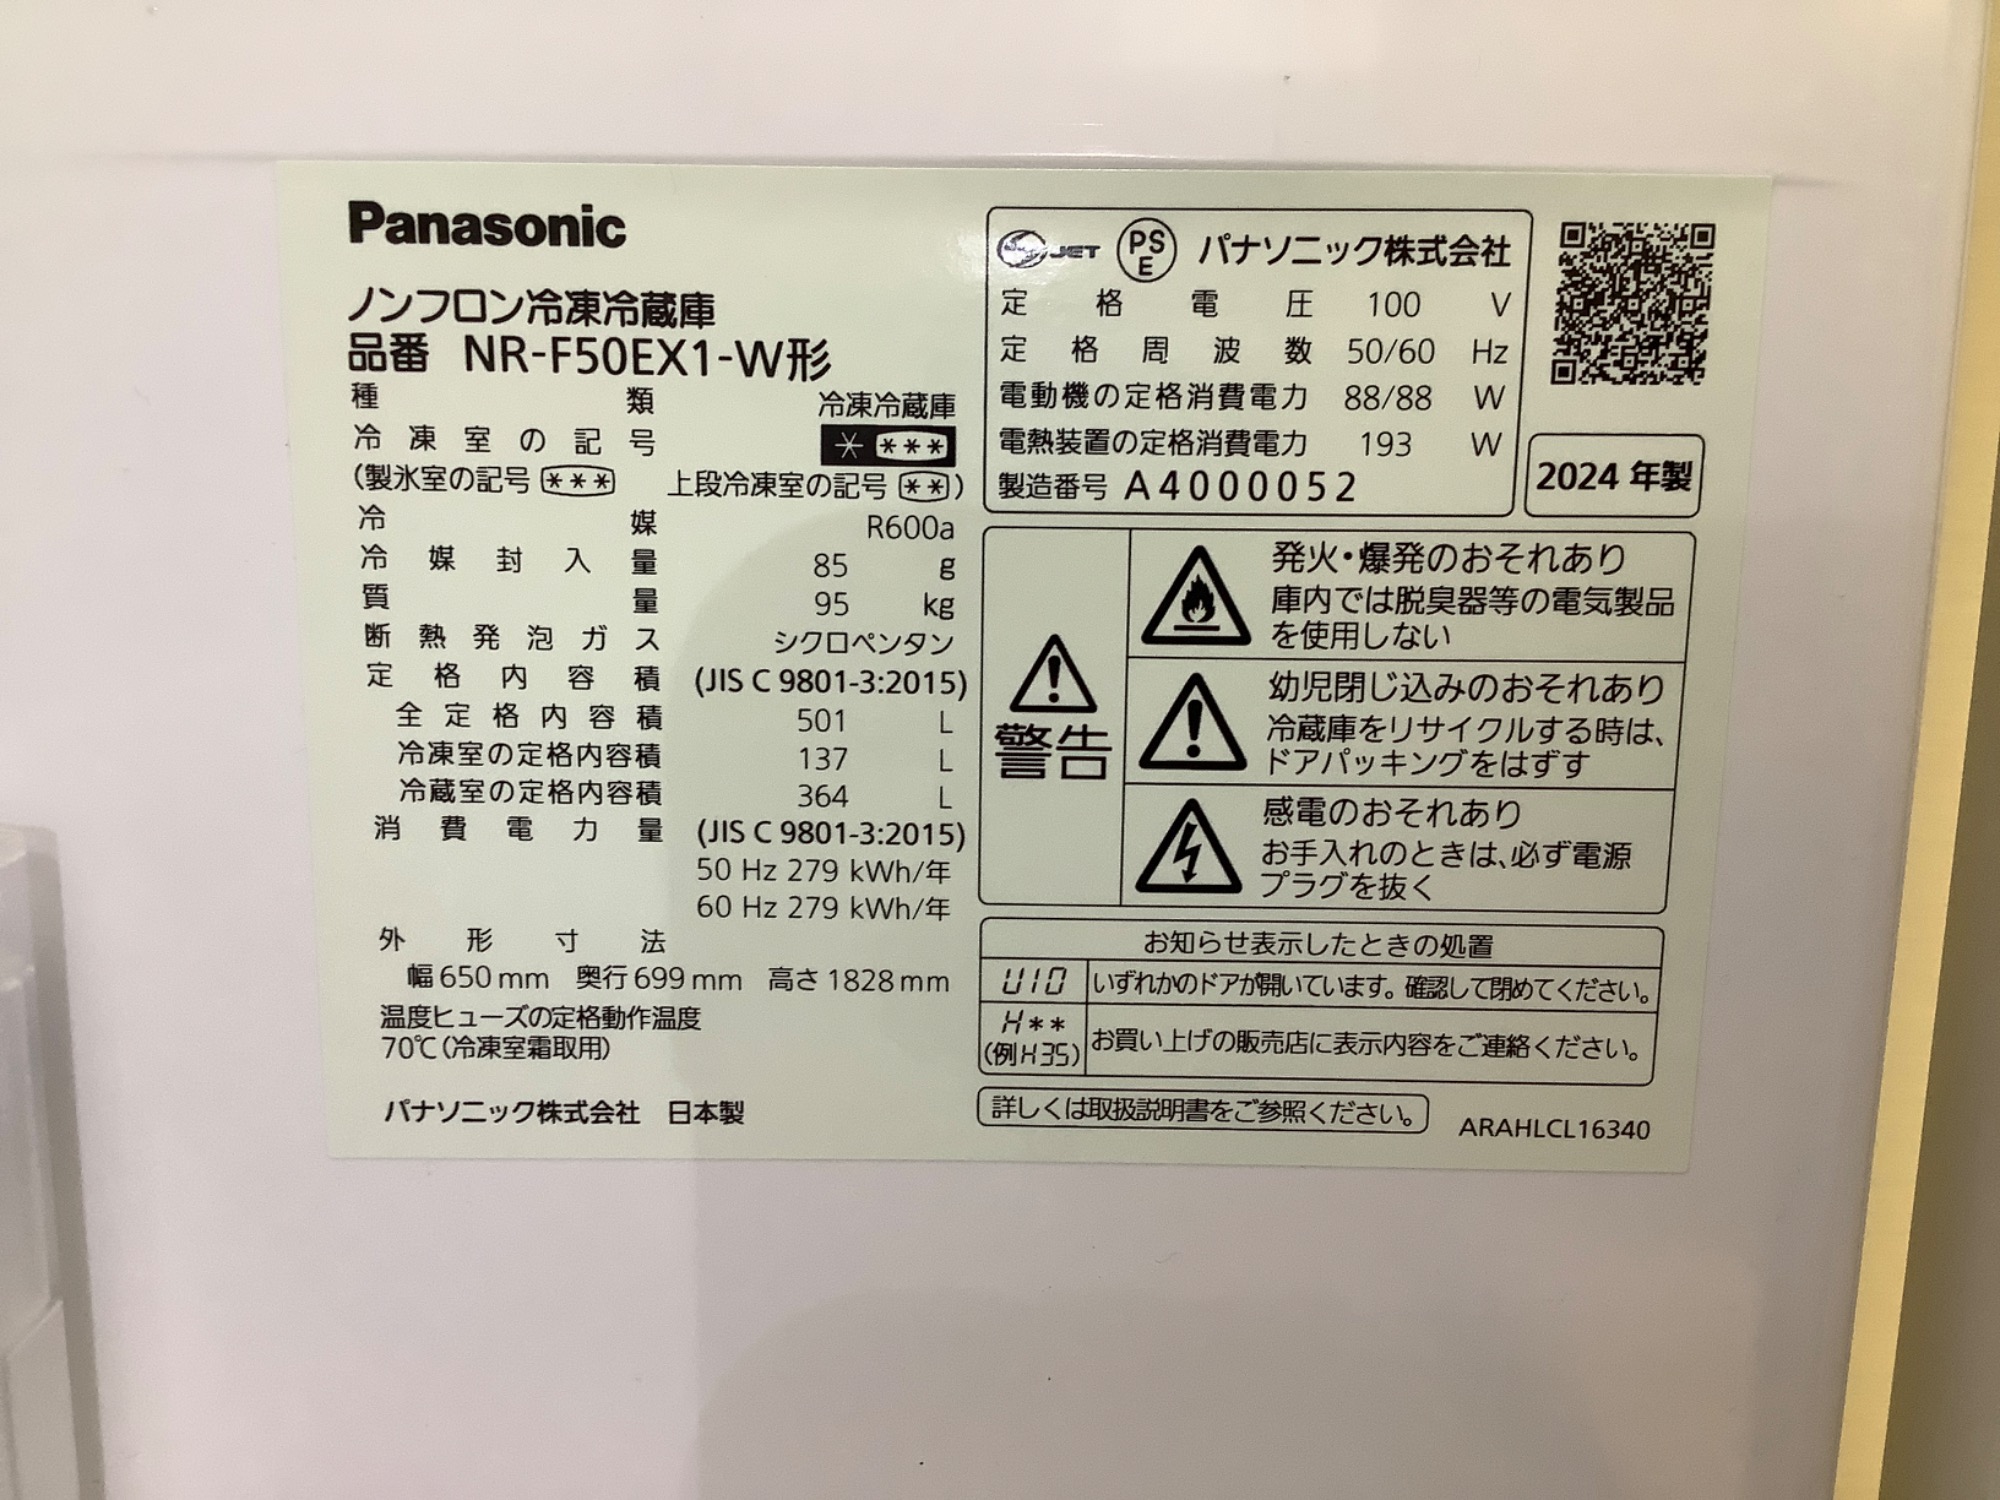 Panasonic
ノンフロン冷凍冷蔵庫
品番 NR-F50EX1-W形
種類 冷凍冷蔵庫
冷凍室の記号 * ***
(製氷室の記号 *** 上段冷凍室の記号 **)
冷媒 R600a
冷媒封入量 85 g
質量 95 kg
断熱発泡ガス シクロペンタン
定格内容積 (JIS C 9801-3:2015)
全定格内容積 501 L
冷凍室の定格内容積 137 L
冷蔵室の定格内容積 364 L
消費電力量 (JIS C 9801-3:2015)
50 Hz 279 kWh/年
60 Hz 279 kWh/年
外形寸法
幅650mm 奥行699mm 高さ1828mm
温度ヒューズの定格動作温度
70℃(冷凍室霜取用)
パナソニック株式会社 日本製
JET PSE パナソニック株式会社
定格電圧 100 V
定格周波数 50/60 Hz
電動機の定格消費電力 88/88 W
電熱装置の定格消費電力 193 W
製造番号 A4000052
2024年製
警告
発火・爆発のおそれあり
庫内では脱臭器等の電気製品
を使用しない
幼児閉じ込みのおそれあり
冷蔵庫をリサイクルする時は、
ドアパッキングをはずす
感電のおそれあり
お手入れのときは、必ず電源
プラグを抜く
お知らせ表示したときの処置
U10 いずれかのドアが開いています。確認して閉めてください。
H**
(例H35) お買い上げの販売店に表示内容をご連絡ください。
詳しくは取扱説明書をご参照ください。
ARAHLCL16340